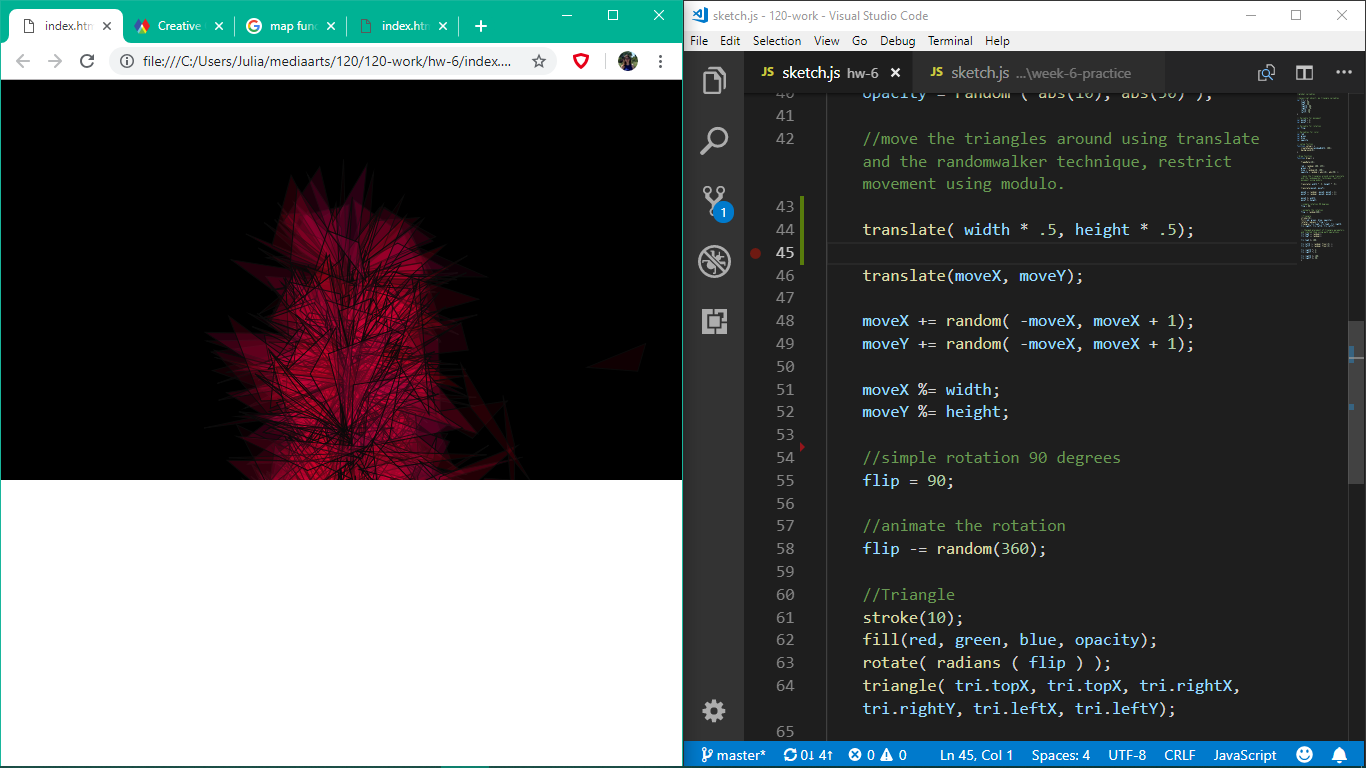 index.htm
Creative
map func
index.htm
file:///C:/Users/Julia/mediaarts/120/120-work/hw-6/index....
sketch.js - 120-work - Visual Studio Code
File Edit Selection View Go Debug Terminal Help
JS sketch.js hw-6
JS sketch.js ...\week-6-practice
40 opacity = random ( abs(10), abs(50) );
41
42 //move the triangles around using translate
and the randomwalker technique, restrict
movement using modulo.
43
44 translate( width * .5, height * .5);
45
46 translate(moveX, moveY);
47
48 moveX += random( -moveX, moveX + 1);
49 moveY += random( -moveX, moveX + 1);
50
51 moveX %= width;
52 moveY %= height;
53
54 //simple rotation 90 degrees
55 flip = 90;
56
57 //animate the rotation
58 flip -= random(360);
59
60 //Triangle
61 stroke(10);
62 fill(red, green, blue, opacity);
63 rotate( radians ( flip ) );
64 triangle( tri.topX, tri.topX, tri.rightX,
tri.rightY, tri.leftX, tri.leftY);
65
1
master* 0↓ 4↑ 0 0 Ln 45, Col 1 Spaces: 4 UTF-8 CRLF JavaScript